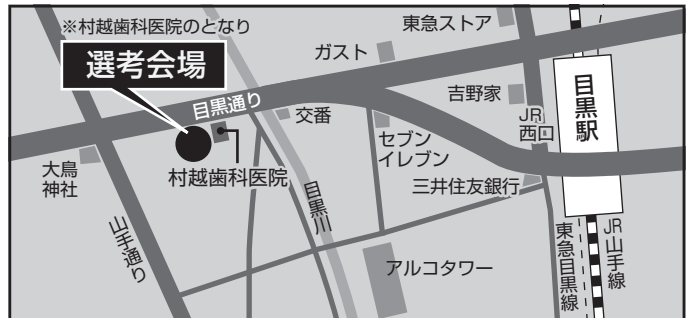 ※村越歯科医院のとなり
選考会場
東急ストア
ガスト
目黒駅
吉野家
目黒通り
交番
JR
西口
セブン
イレブン
大鳥
神社
村越歯科医院
三井住友銀行
目黒川
山手通り
アルコタワー
東急目黒線
JR山手線